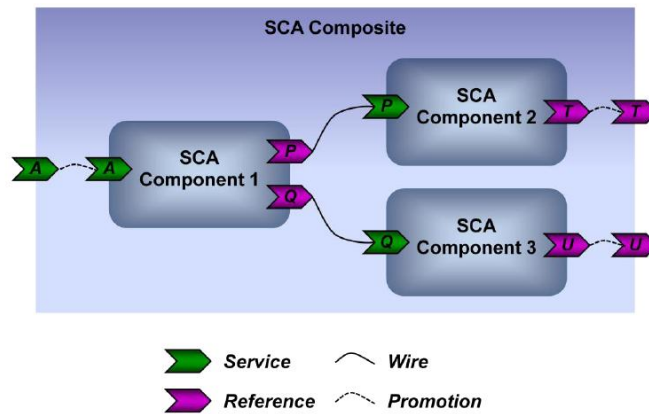 SCA Composite
P
SCA
Component 2
T
T
A
A
SCA
Component 1
P
Q
Q
SCA
Component 3
U
U
Service
Wire
Reference
Promotion